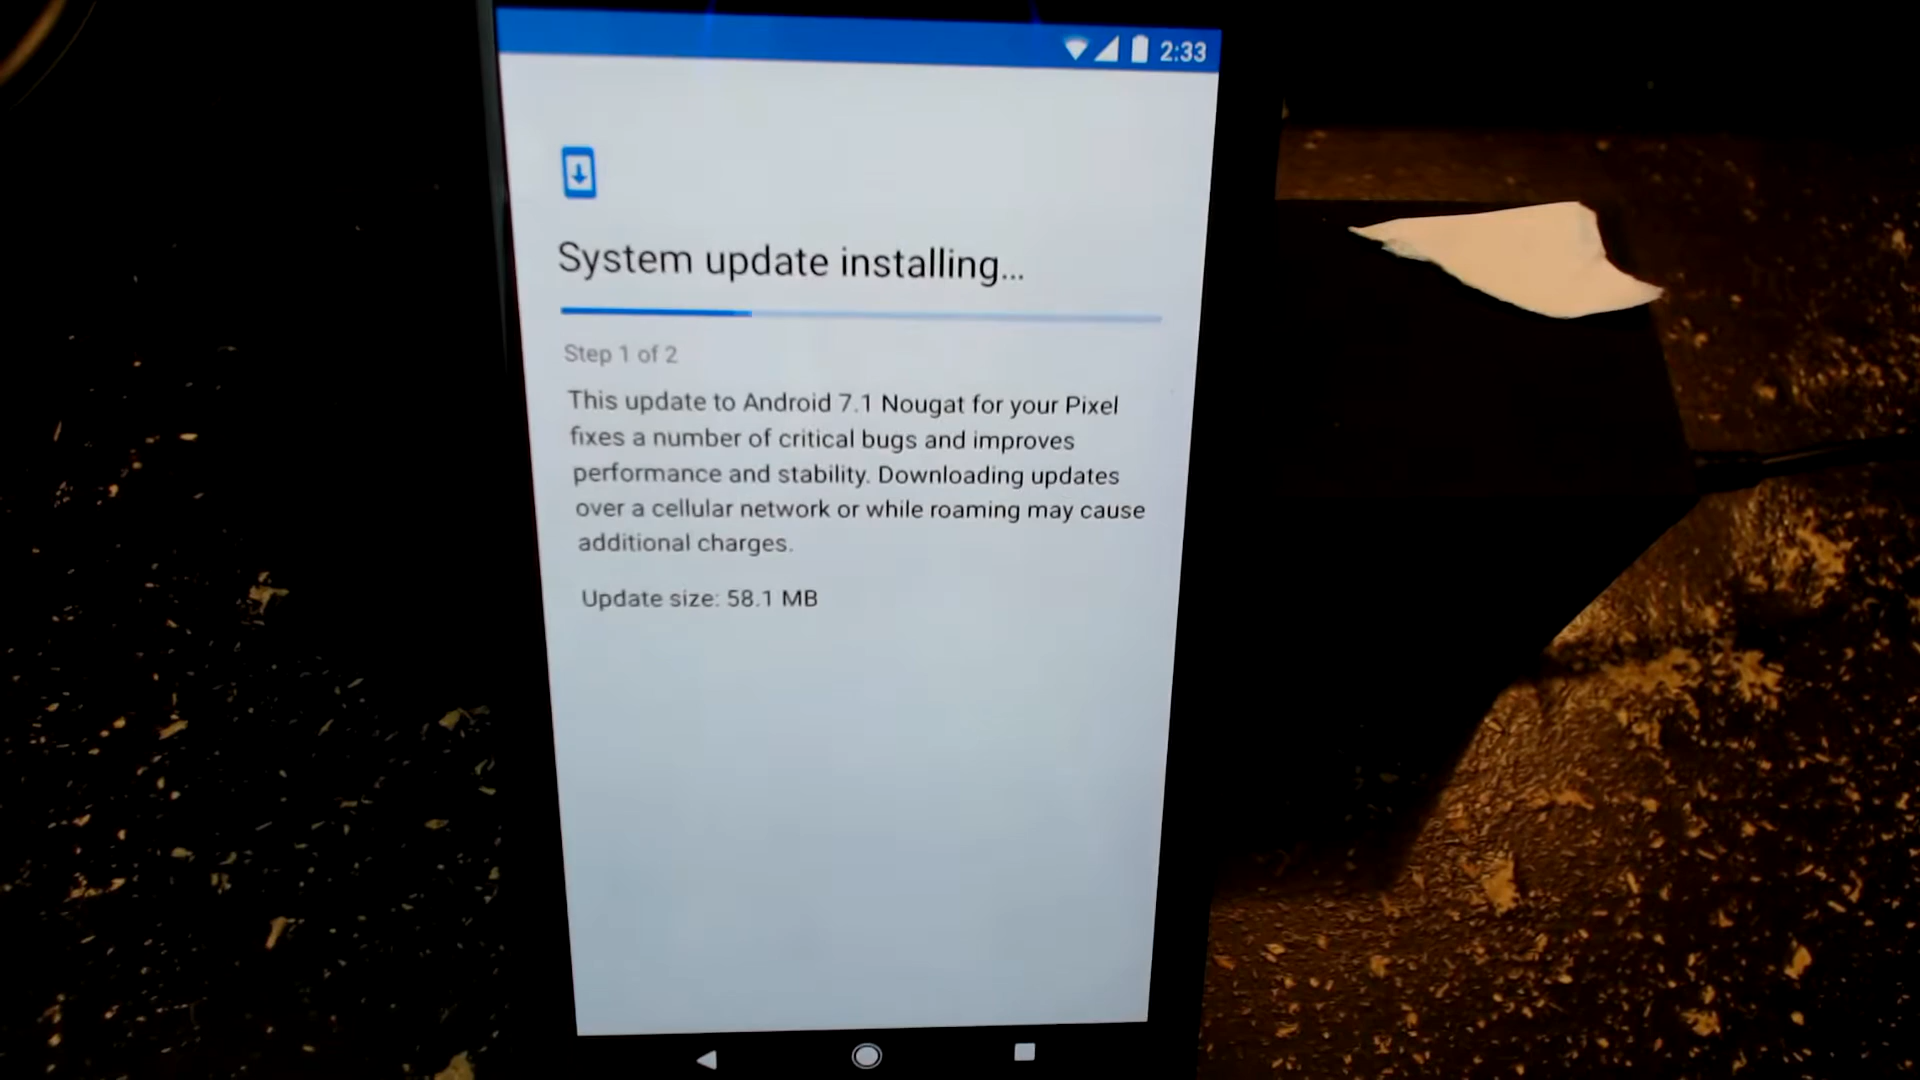 2:33
System update installing...
Step 1 of 2
This update to Android 7.1 Nougat for your Pixel
fixes a number of critical bugs and improves
performance and stability. Downloading updates
over a cellular network or while roaming may cause
additional charges.
Update size: 58.1 MB